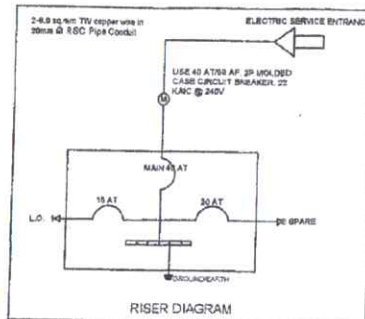 2-8.0 sq.mm TW copper wire in
20mm Ø RSC Pipe Conduit
ELECTRIC SERVICE ENTRANC
USE 40 AT/50 AF, 2P MOLDED
CASE CIRCUIT BREAKER, 22
KAIC @ 240V
M
MAIN 40 AT
15 AT
20 AT
L.O.
SPARE
GROUND/EARTH
RISER DIAGRAM